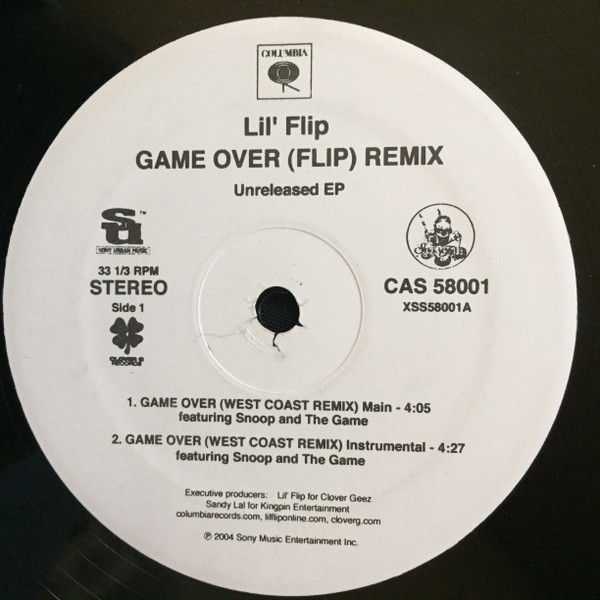 COLUMBIA
Lil' Flip
GAME OVER (FLIP) REMIX
Unreleased EP
SU™
SONY URBAN MUSIC
33 1/3 RPM
STEREO
Side 1
CLOVER G
RECORDS
CAS 58001
XSS58001A
1. GAME OVER (WEST COAST REMIX) Main - 4:05
featuring Snoop and The Game
2. GAME OVER (WEST COAST REMIX) Instrumental - 4:27
featuring Snoop and The Game
Executive producers: Lil' Flip for Clover Geez
Sandy Lal for Kingpin Entertainment
columbiarecords.com, lilfliponline.com, cloverg.com
℗ 2004 Sony Music Entertainment Inc.